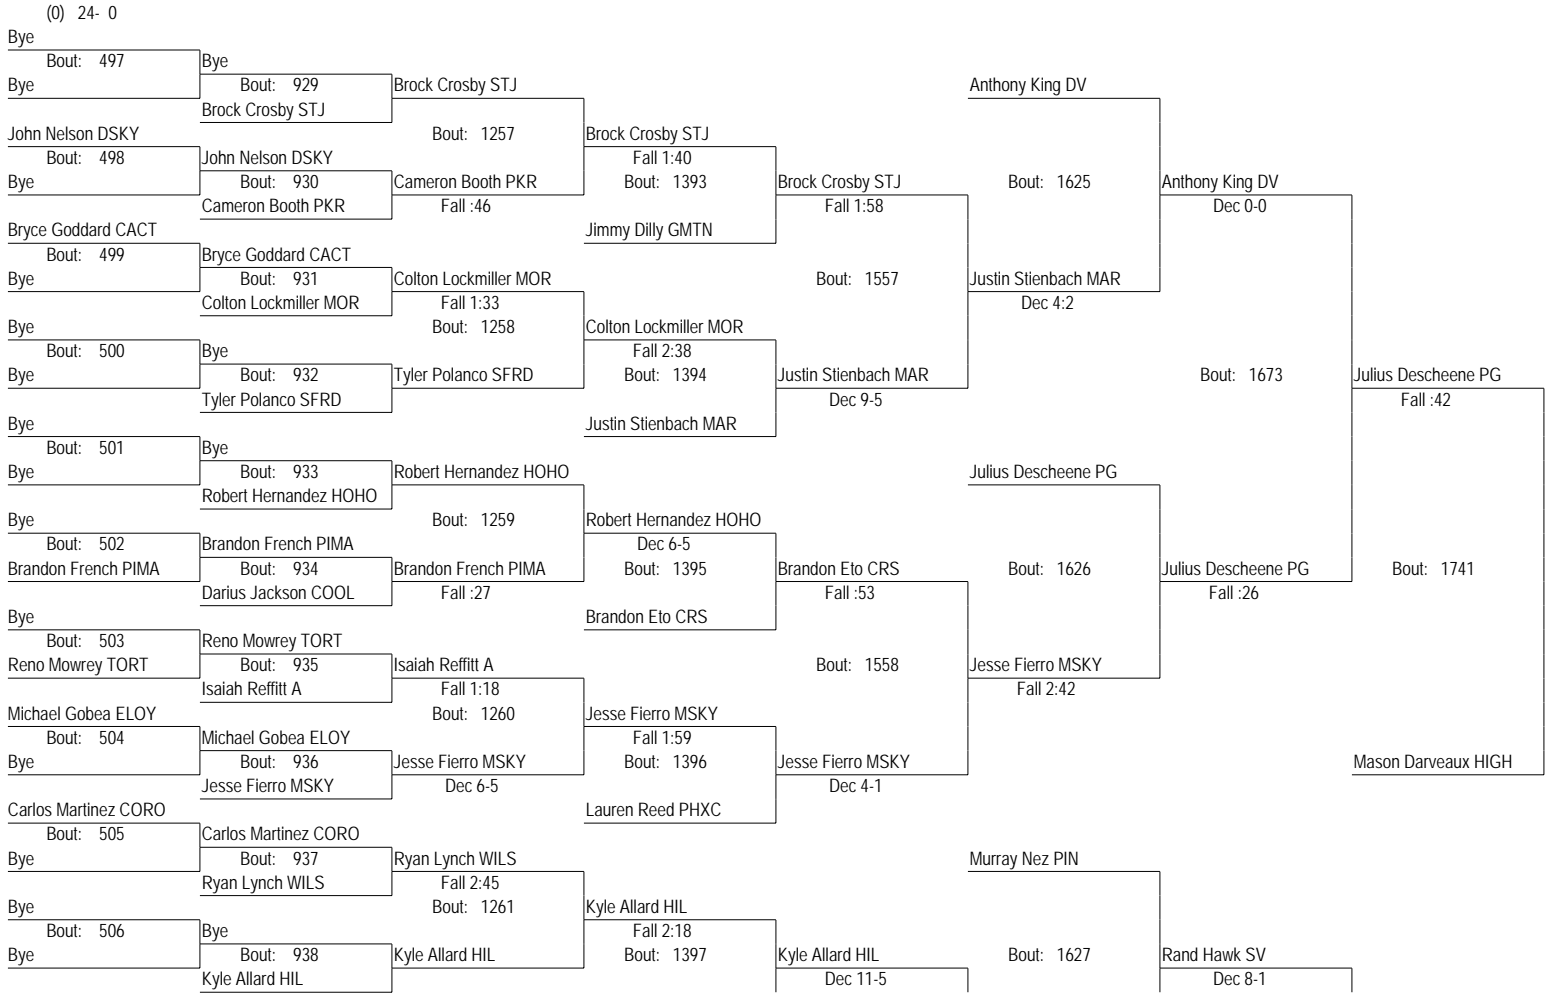 (0) 24- 0
Bye
Bout: 497 Bye
Bye Bout: 929 Brock Crosby STJ Anthony King DV
Brock Crosby STJ
John Nelson DSKY Bout: 1257 Brock Crosby STJ
Bout: 498 John Nelson DSKY Fall 1:40
Bye Bout: 930 Cameron Booth PKR Bout: 1393 Brock Crosby STJ Bout: 1625 Anthony King DV
Cameron Booth PKR Fall :46 Fall 1:58 Dec 0-0
Bryce Goddard CACT Jimmy Dilly GMTN
Bout: 499 Bryce Goddard CACT
Bye Bout: 931 Colton Lockmiller MOR Bout: 1557 Justin Stienbach MAR
Colton Lockmiller MOR Fall 1:33 Dec 4:2
Bye Bout: 1258 Colton Lockmiller MOR
Bout: 500 Bye Fall 2:38
Bye Bout: 932 Tyler Polanco SFRD Bout: 1394 Justin Stienbach MAR Bout: 1673 Julius Descheene PG
Tyler Polanco SFRD Dec 9-5 Fall :42
Bye Justin Stienbach MAR
Bout: 501 Bye
Bye Bout: 933 Robert Hernandez HOHO Julius Descheene PG
Robert Hernandez HOHO
Bye Bout: 1259 Robert Hernandez HOHO
Bout: 502 Brandon French PIMA Dec 6-5
Brandon French PIMA Bout: 934 Brandon French PIMA Bout: 1395 Brandon Eto CRS Bout: 1626 Julius Descheene PG Bout: 1741
Darius Jackson COOL Fall :27 Fall :53 Fall :26
Bye Brandon Eto CRS
Bout: 503 Reno Mowrey TORT
Reno Mowrey TORT Bout: 935 Isaiah Reffitt A Bout: 1558 Jesse Fierro MSKY
Isaiah Reffitt A Fall 1:18 Fall 2:42
Michael Gobea ELOY Bout: 1260 Jesse Fierro MSKY
Bout: 504 Michael Gobea ELOY Fall 1:59
Bye Bout: 936 Jesse Fierro MSKY Bout: 1396 Jesse Fierro MSKY Mason Darveaux HIGH
Jesse Fierro MSKY Dec 6-5 Dec 4-1
Carlos Martinez CORO Lauren Reed PHXC
Bout: 505 Carlos Martinez CORO
Bye Bout: 937 Ryan Lynch WILS Murray Nez PIN
Ryan Lynch WILS Fall 2:45
Bye Bout: 1261 Kyle Allard HIL
Bout: 506 Bye Fall 2:18
Bye Bout: 938 Kyle Allard HIL Bout: 1397 Kyle Allard HIL Bout: 1627 Rand Hawk SV
Kyle Allard HIL Dec 11-5 Dec 8-1